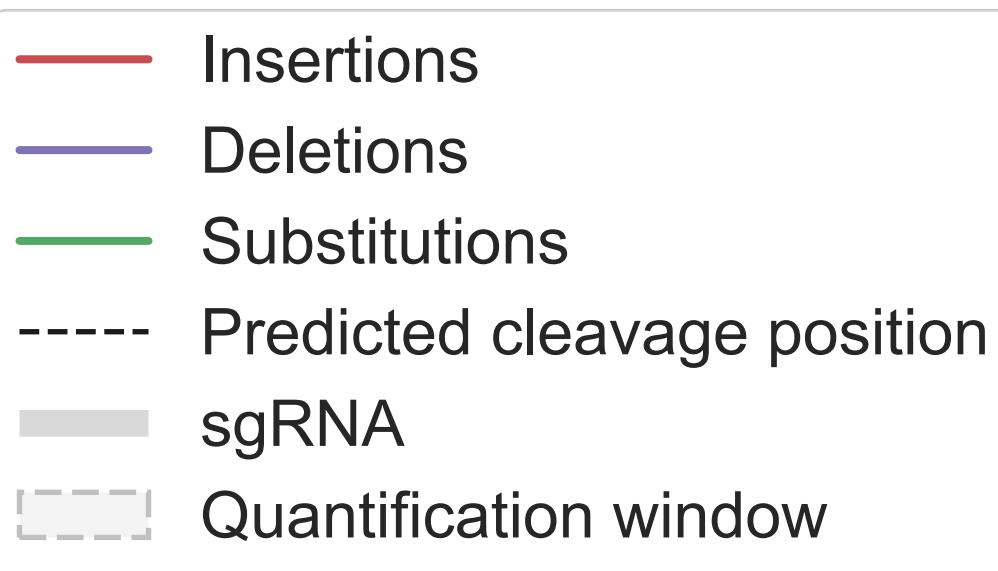 Insertions
Deletions
Substitutions
Predicted cleavage position
sgRNA
Quantification window